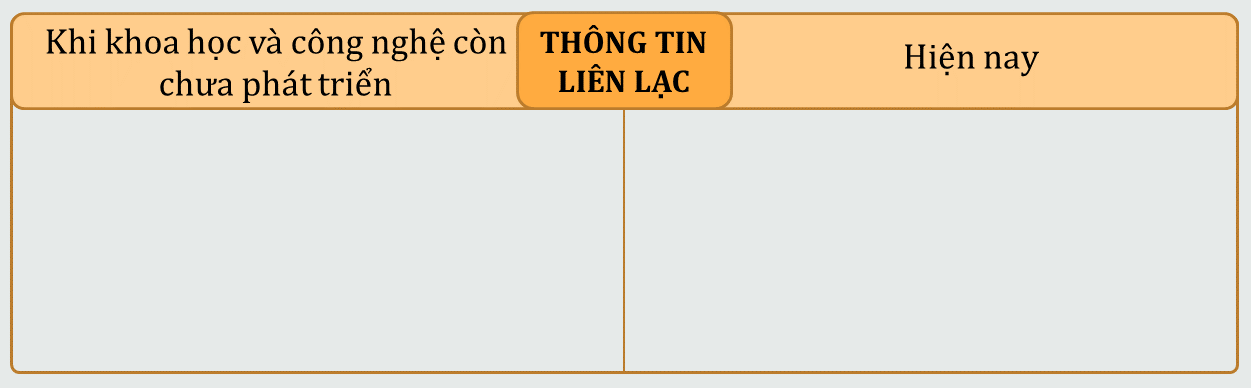 Khi khoa học và công nghệ còn
chưa phát triển
THÔNG TIN
LIÊN LẠC
Hiện nay